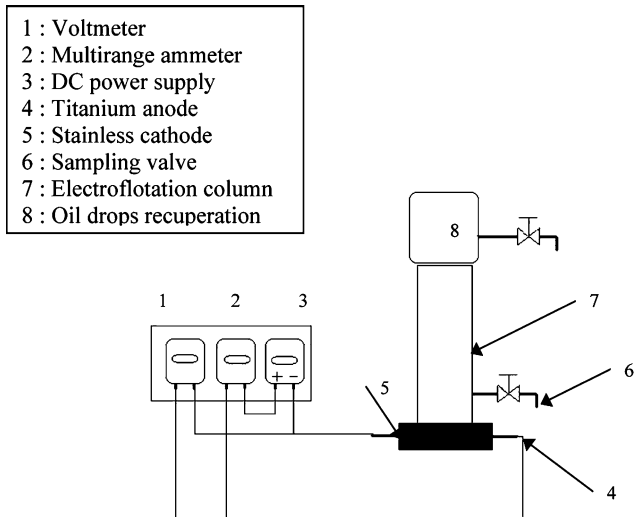 1 : Voltmeter
2 : Multirange ammeter
3 : DC power supply
4 : Titanium anode
5 : Stainless cathode
6 : Sampling valve
7 : Electroflotation column
8 : Oil drops recuperation
8
1 2 3
7
+ −
5
6
4